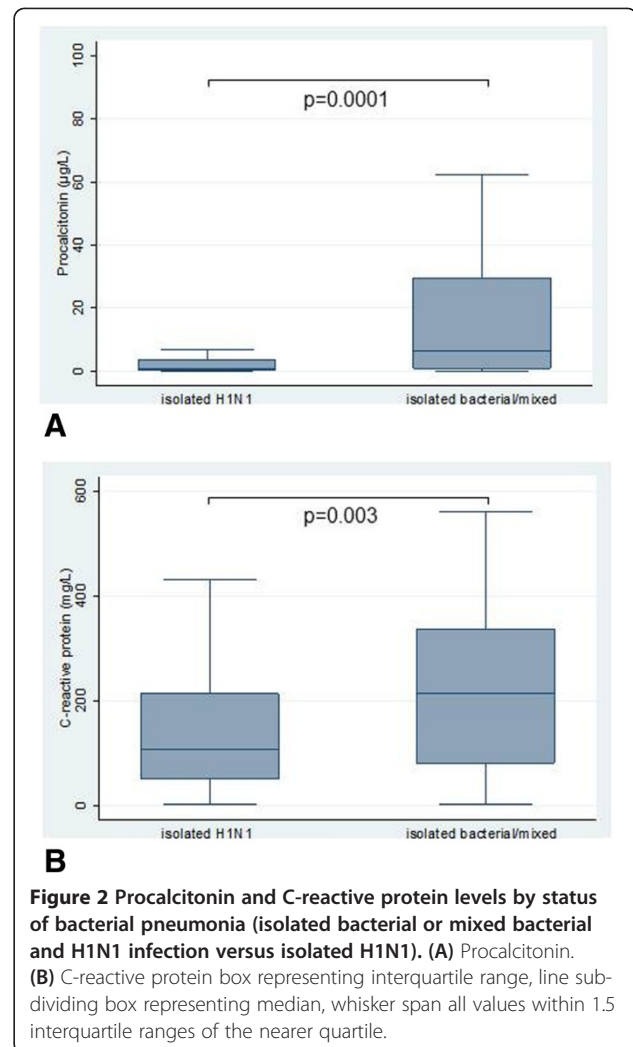 100
80
60
40
20
0
Procalcitonin (µg/L)
p=0.0001
isolated H1N1 isolated bacterial/mixed
A
600
400
200
0
C-reactive protein (mg/L)
p=0.003
isolated H1N1 isolated bacterial/mixed
B
Figure 2 Procalcitonin and C-reactive protein levels by status
of bacterial pneumonia (isolated bacterial or mixed bacterial
and H1N1 infection versus isolated H1N1). (A) Procalcitonin.
(B) C-reactive protein box representing interquartile range, line sub-
dividing box representing median, whisker span all values within 1.5
interquartile ranges of the nearer quartile.